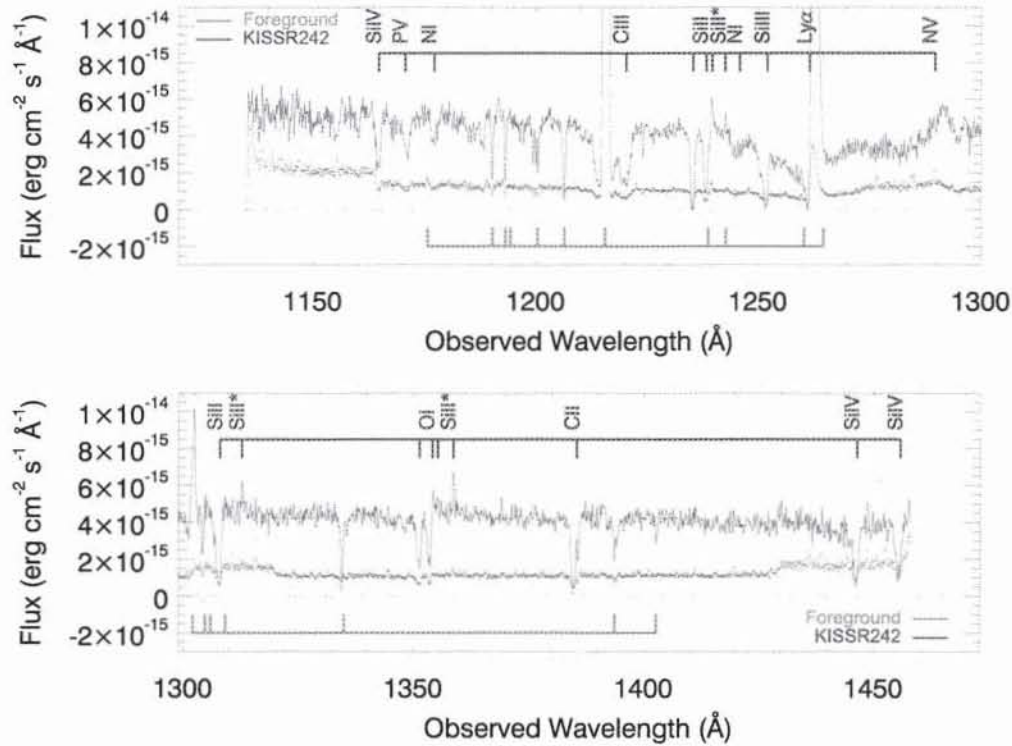 Foreground
KISSR242
SiIV
PV
NI
CIII
SiII
SiII*
NI
SiIII
Lyα
NV
Flux (erg cm⁻² s⁻¹ Å⁻¹)
1×10⁻¹⁴
8×10⁻¹⁵
6×10⁻¹⁵
4×10⁻¹⁵
2×10⁻¹⁵
0
-2×10⁻¹⁵
1150
1200
1250
1300
Observed Wavelength (Å)
SiII
SiII*
OI
SiII*
CII
SiIV
SiIV
Flux (erg cm⁻² s⁻¹ Å⁻¹)
1×10⁻¹⁴
8×10⁻¹⁵
6×10⁻¹⁵
4×10⁻¹⁵
2×10⁻¹⁵
0
-2×10⁻¹⁵
Foreground
KISSR242
1300
1350
1400
1450
Observed Wavelength (Å)